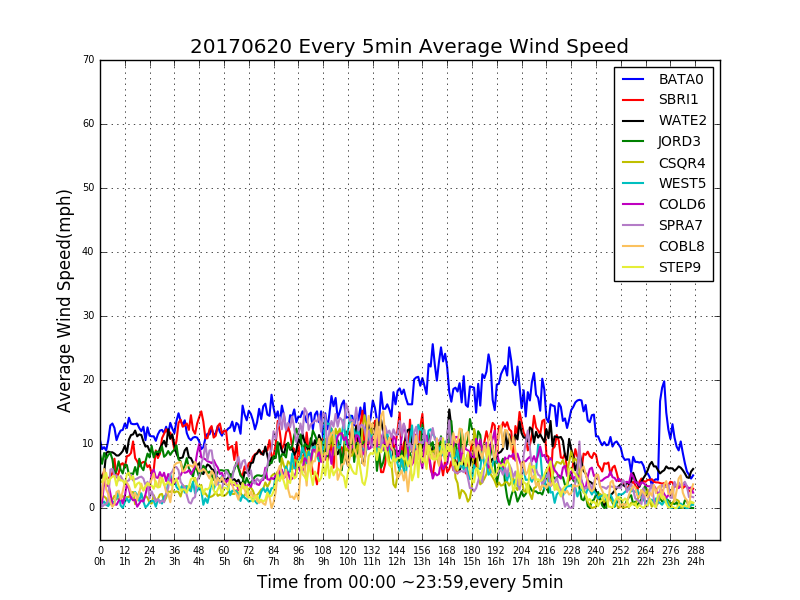 20170620 Every 5min Average Wind Speed
70
60
50
40
30
20
10
0
Average Wind Speed(mph)
BATA0
SBRI1
WATE2
JORD3
CSQR4
WEST5
COLD6
SPRA7
COBL8
STEP9
0 12 24 36 48 60 72 84 96 108 120 132 144 156 168 180 192 204 216 228 240 252 264 276 288
0h 1h 2h 3h 4h 5h 6h 7h 8h 9h 10h 11h 12h 13h 14h 15h 16h 17h 18h 19h 20h 21h 22h 23h 24h
Time from 00:00 ~23:59,every 5min